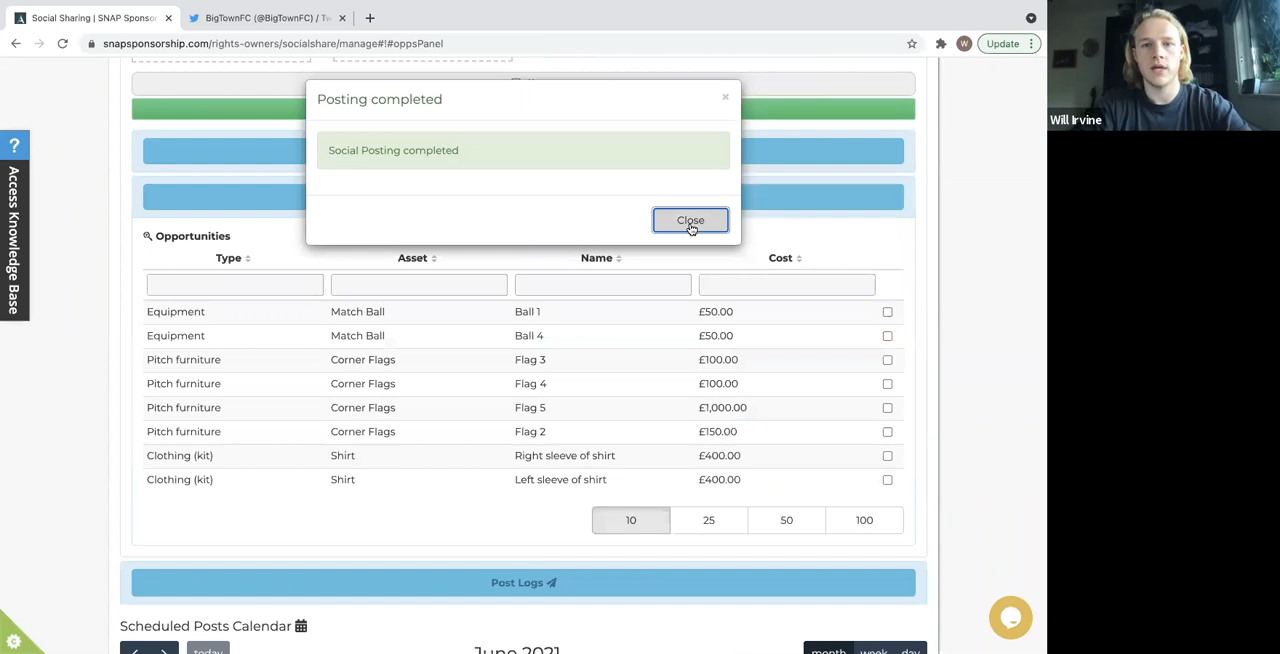 Social Sharing | SNAP Sponsor
BigTownFC (@BigTownFC) / Tw
snapsponsorship.com/rights-owners/socialshare/manage#!#oppsPanel
W
Update
Will Irvine
Posting completed
×
Social Posting completed
Close
?
Access Knowledge Base
Opportunities
Type Asset Name Cost
Equipment Match Ball Ball 1 £50.00
Equipment Match Ball Ball 4 £50.00
Pitch furniture Corner Flags Flag 3 £100.00
Pitch furniture Corner Flags Flag 4 £100.00
Pitch furniture Corner Flags Flag 5 £1,000.00
Pitch furniture Corner Flags Flag 2 £150.00
Clothing (kit) Shirt Right sleeve of shirt £400.00
Clothing (kit) Shirt Left sleeve of shirt £400.00
10 25 50 100
Post Logs
Scheduled Posts Calendar
today June 2021 month week day